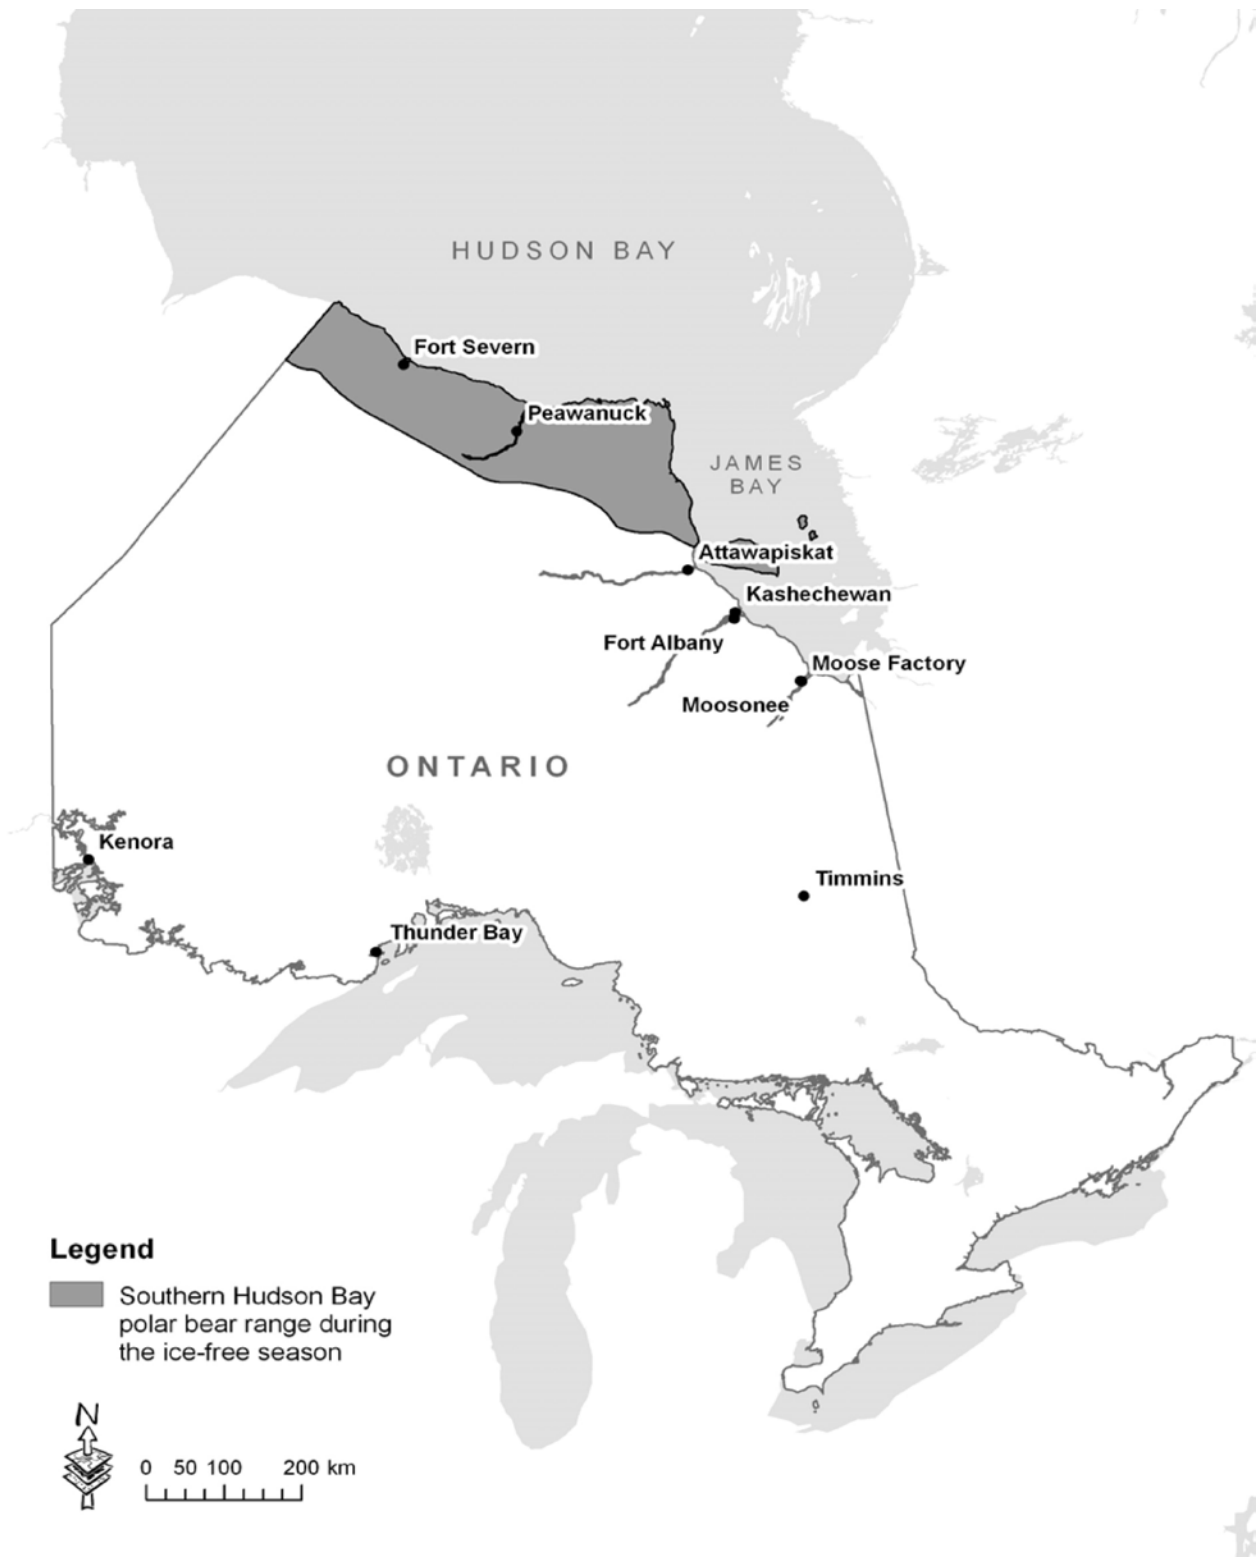 HUDSON BAY
Fort Severn
Peawanuck
JAMES
BAY
Attawapiskat
Kashechewan
Fort Albany
Moose Factory
Moosonee
ONTARIO
Kenora
Timmins
Thunder Bay
Legend
Southern Hudson Bay
polar bear range during
the ice-free season
N
0 50 100 200 km